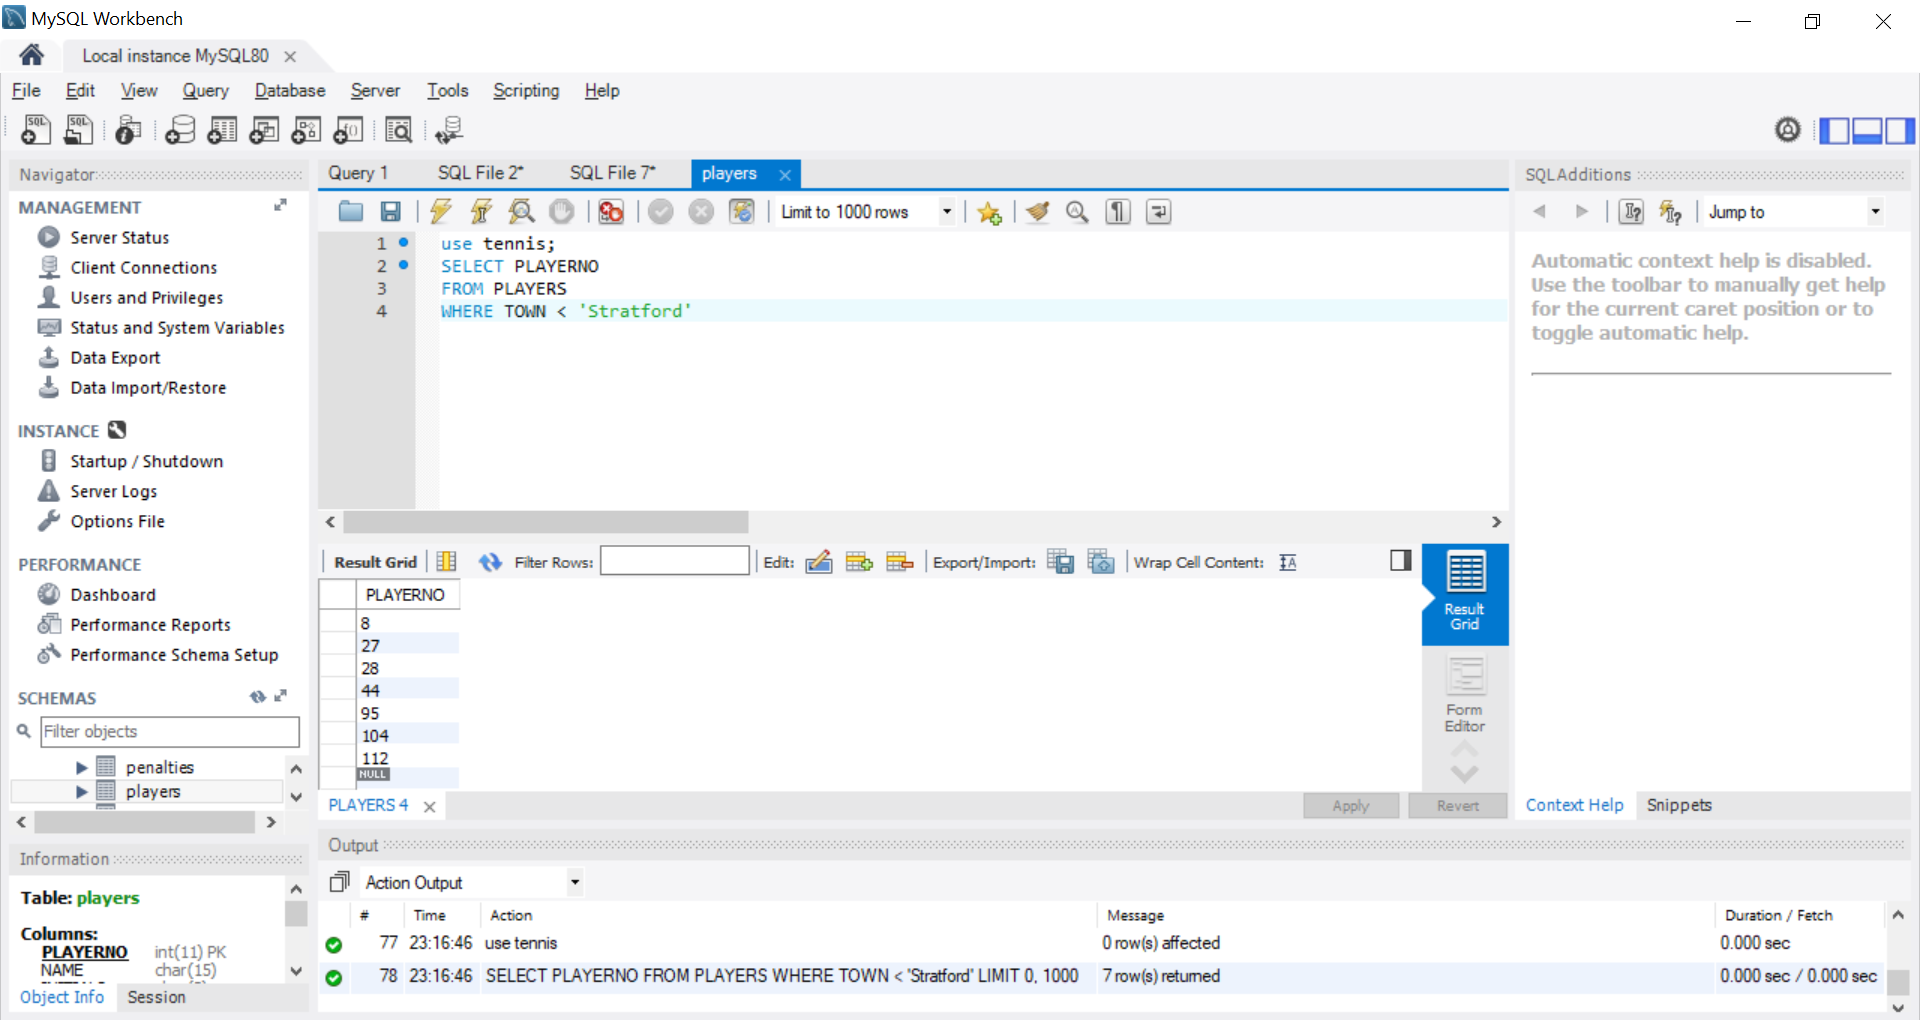 MySQL Workbench
Local instance MySQL80
File Edit View Query Database Server Tools Scripting Help
SQL SQL
Navigator
MANAGEMENT
Server Status
Client Connections
Users and Privileges
Status and System Variables
Data Export
Data Import/Restore
INSTANCE
Startup / Shutdown
Server Logs
Options File
PERFORMANCE
Dashboard
Performance Reports
Performance Schema Setup
SCHEMAS
Filter objects
penalties
players
Information
Table: players
Columns:
PLAYERNO int(11) PK
NAME char(15)
Object Info Session
Query 1 SQL File 2* SQL File 7* players
Limit to 1000 rows
1 use tennis;
2 SELECT PLAYERNO
3 FROM PLAYERS
4 WHERE TOWN < 'Stratford'
Result Grid Filter Rows: Edit: Export/Import: Wrap Cell Content:
PLAYERNO
8
27
28
44
95
104
112
NULL
Result
Grid
Form
Editor
PLAYERS 4
Apply Revert
SQLAdditions
Jump to
Automatic context help is disabled.
Use the toolbar to manually get help
for the current caret position or to
toggle automatic help.
Context Help Snippets
Output
Action Output
# Time Action Message Duration / Fetch
77 23:16:46 use tennis 0 row(s) affected 0.000 sec
78 23:16:46 SELECT PLAYERNO FROM PLAYERS WHERE TOWN < 'Stratford' LIMIT 0, 1000 7 row(s) returned 0.000 sec / 0.000 sec